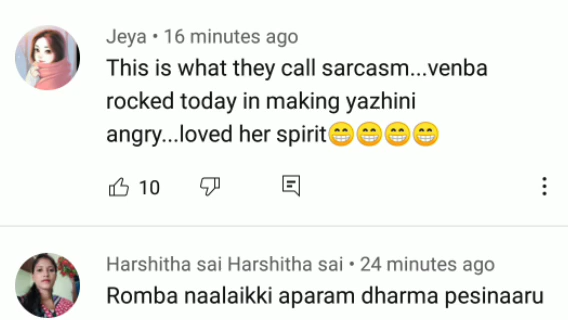 Jeya • 16 minutes ago
This is what they call sarcasm...venba
rocked today in making yazhini
angry...loved her spirit😁😁😁😁
10
Harshitha sai Harshitha sai • 24 minutes ago
Romba naalaikki aparam dharma pesinaaru